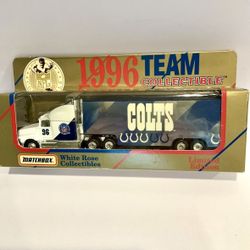 1996 TEAM
COLLECTIBLE
96
COLTS
MATCHBOX
White Rose
Collectibles
Limited
Edition